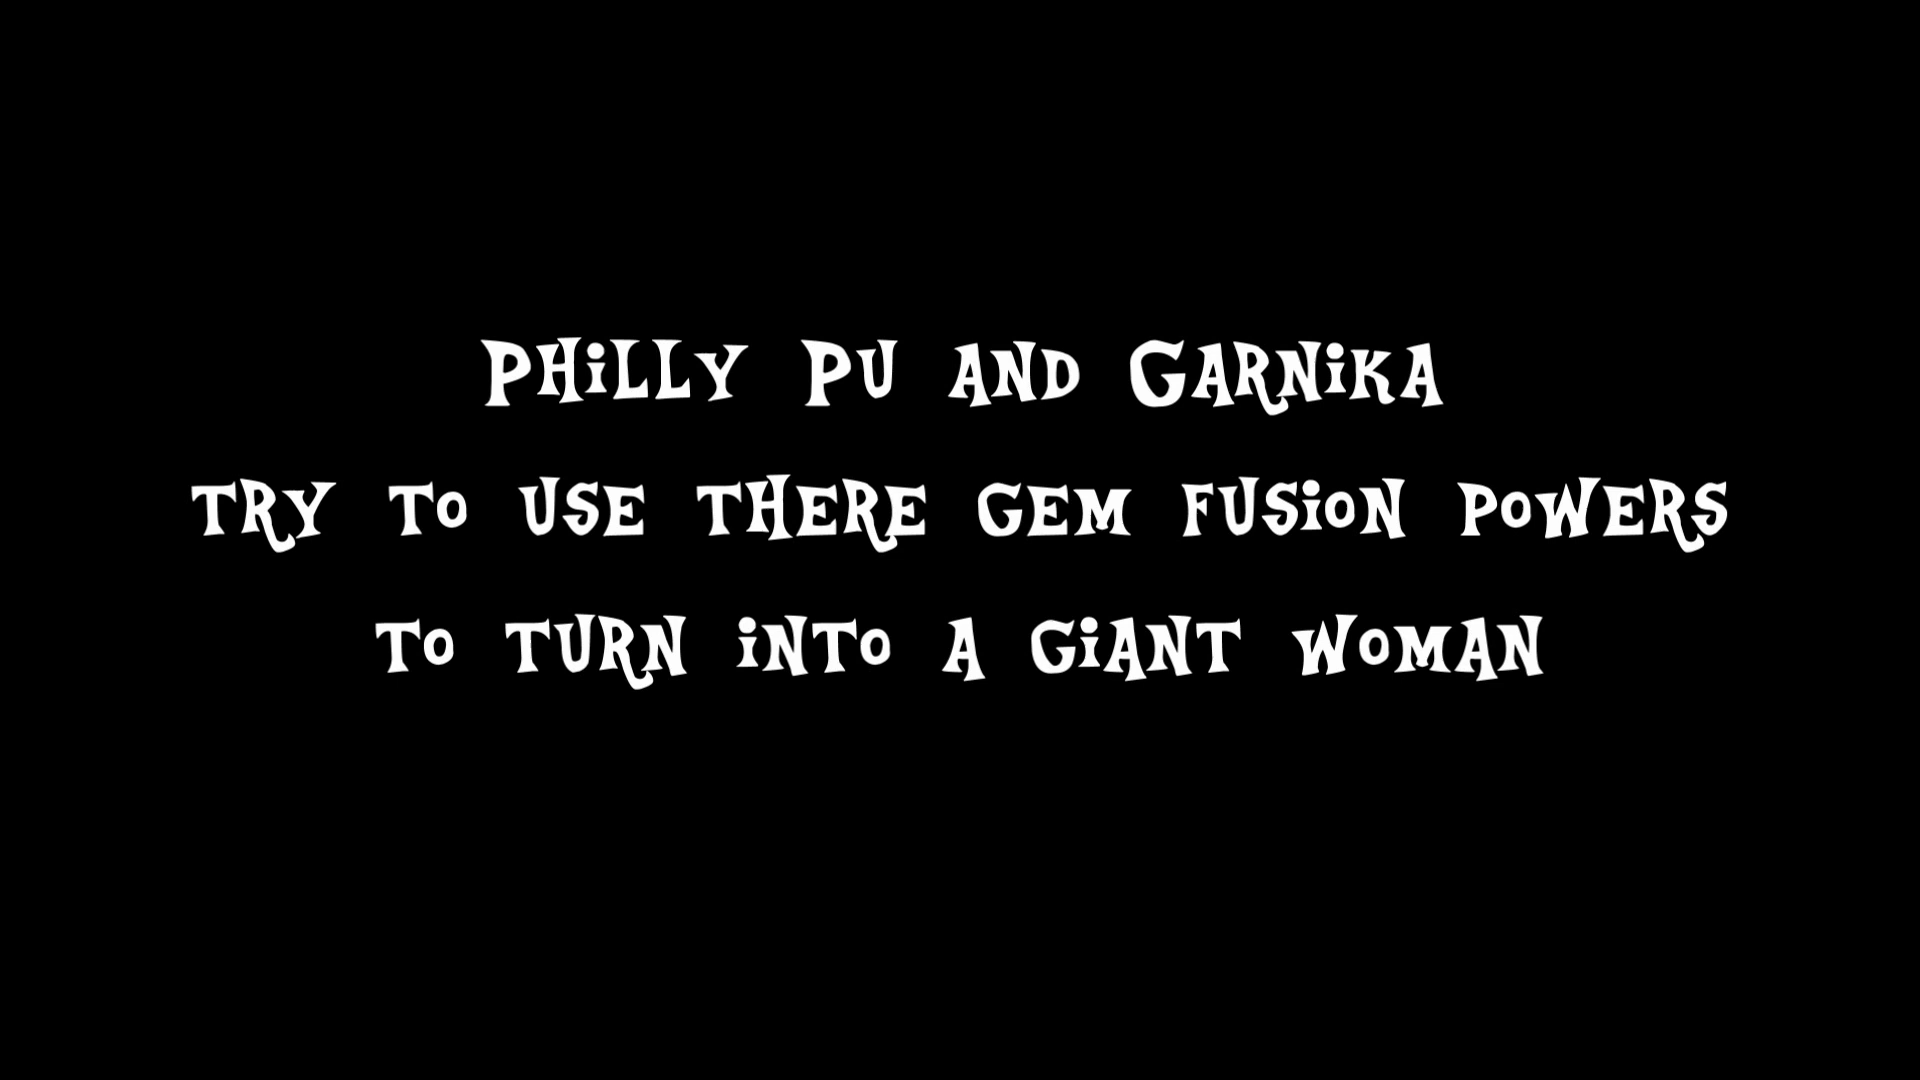 Philly Pu and Garnika
try to use there gem fusion powers
to turn into a giant woman